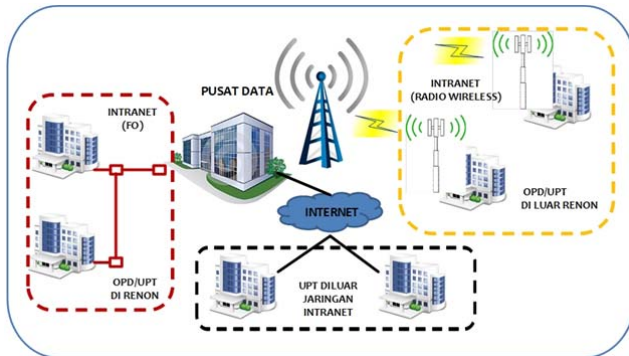 INTRANET
(FO)
OPD/UPT
DI RENON
PUSAT DATA
INTERNET
UPT DILUAR
JARINGAN
INTRANET
INTRANET
(RADIO WIRELESS)
OPD/UPT
DI LUAR RENON